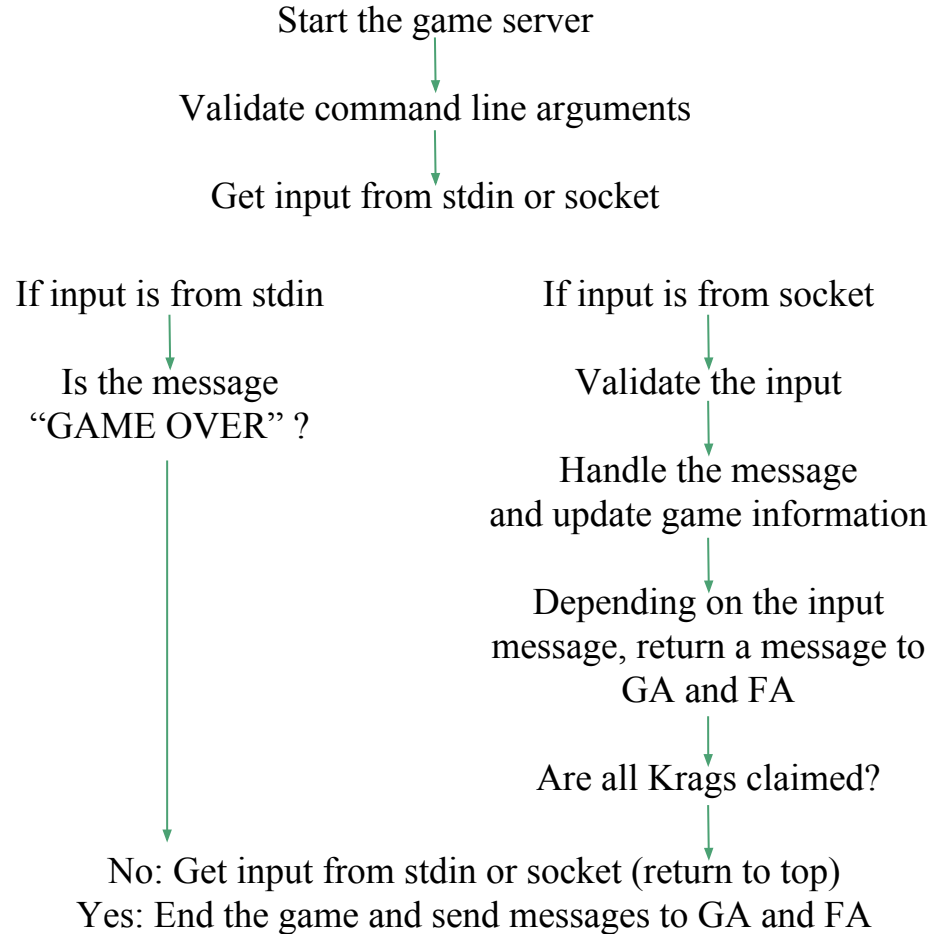 Start the game server
Validate command line arguments
Get input from stdin or socket
If input is from stdin
Is the message
“GAME OVER” ?
If input is from socket
Validate the input
Handle the message
and update game information
Depending on the input
message, return a message to
GA and FA
Are all Krags claimed?
No: Get input from stdin or socket (return to top)
Yes: End the game and send messages to GA and FA